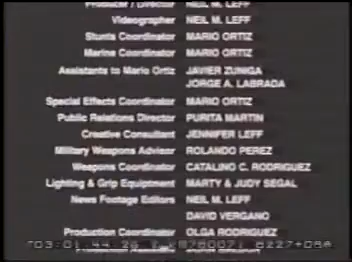 Producer / Director NEIL M. LEFF
Videographer NEIL M. LEFF
Stunts Coordinator MARIO ORTIZ
Marine Coordinator MARIO ORTIZ
Assistants to Mario Ortiz JAVIER ZUNIGA
JORGE A. LABRADA
Special Effects Coordinator MARIO ORTIZ
Public Relations Director PURITA MARTIN
Creative Consultant JENNIFER LEFF
Military Weapons Advisor ROLANDO PEREZ
Weapons Coordinator CATALINO C. RODRIGUEZ
Lighting & Grip Equiptment MARTY & JUDY SEGAL
News Footage Editors NEIL M. LEFF
DAVID VERGANO
Production Coordinator OLGA RODRIGUEZ